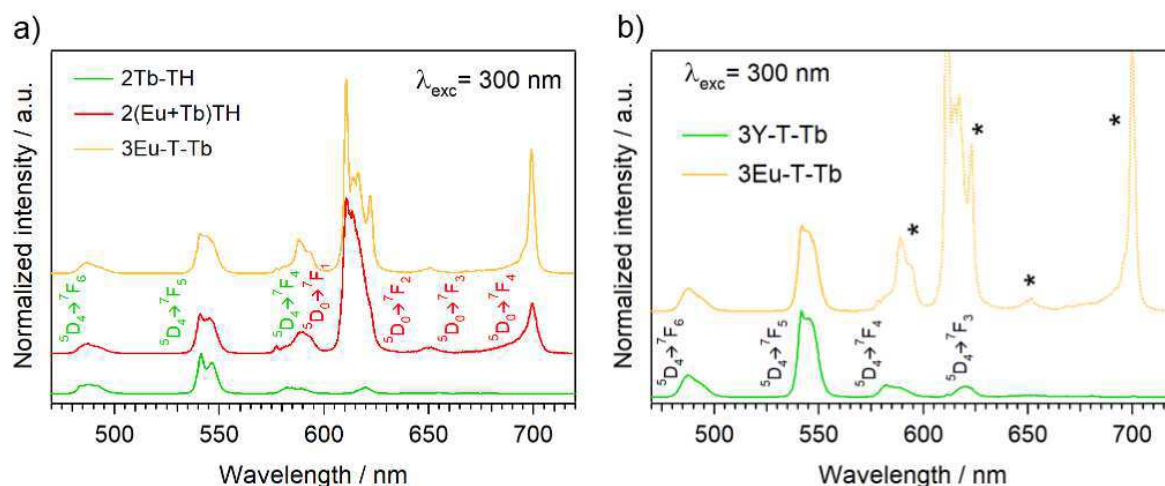 a)
2Tb-TH
2(Eu+Tb)TH
3Eu-T-Tb
λexc = 300 nm
Normalized intensity / a.u.
⁵D₄→⁷F₆
⁵D₄→⁷F₅
⁵D₄→⁷F₄
⁵D₀→⁷F₁
⁵D₀→⁷F₂
⁵D₀→⁷F₃
⁵D₀→⁷F₄
500 550 600 650 700
Wavelength / nm
b)
λexc = 300 nm
3Y-T-Tb
3Eu-T-Tb
* * * *
Normalized intensity / a.u.
⁵D₄→⁷F₆
⁵D₄→⁷F₅
⁵D₄→⁷F₄
⁵D₄→⁷F₃
500 550 600 650 700
Wavelength / nm